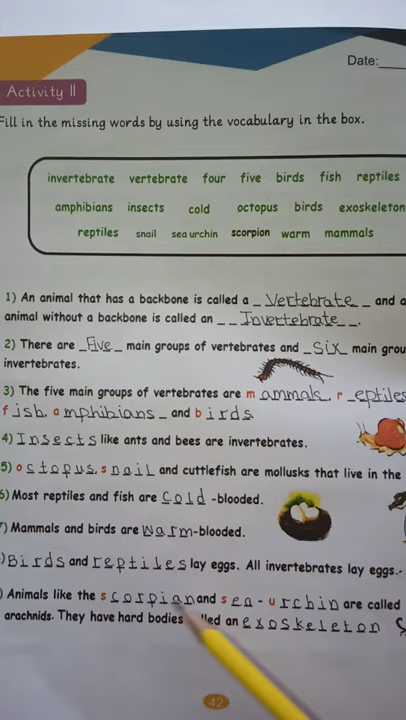 Date:
Activity 11
Fill in the missing words by using the vocabulary in the box.
invertebrate vertebrate four five birds fish reptiles
amphibians insects cold octopus birds exoskeleton
reptiles snail sea urchin scorpion warm mammals
1) An animal that has a backbone is called a Vertebrate and a
animal without a backbone is called an Invertebrate.
2) There are five main groups of vertebrates and six main grou
invertebrates.
3) The five main groups of vertebrates are mammals, reptiles
fish, amphibians and birds
4) Insects like ants and bees are invertebrates.
5) octopus, snail and cuttlefish are mollusks that live in the
6) Most reptiles and fish are cold-blooded.
7) Mammals and birds are warm-blooded.
) Birds and reptiles lay eggs. All invertebrates lay eggs.
) Animals like the scorpian and sea-urchin are called
arachnids. They have hard bodies called an exoskeleton
42